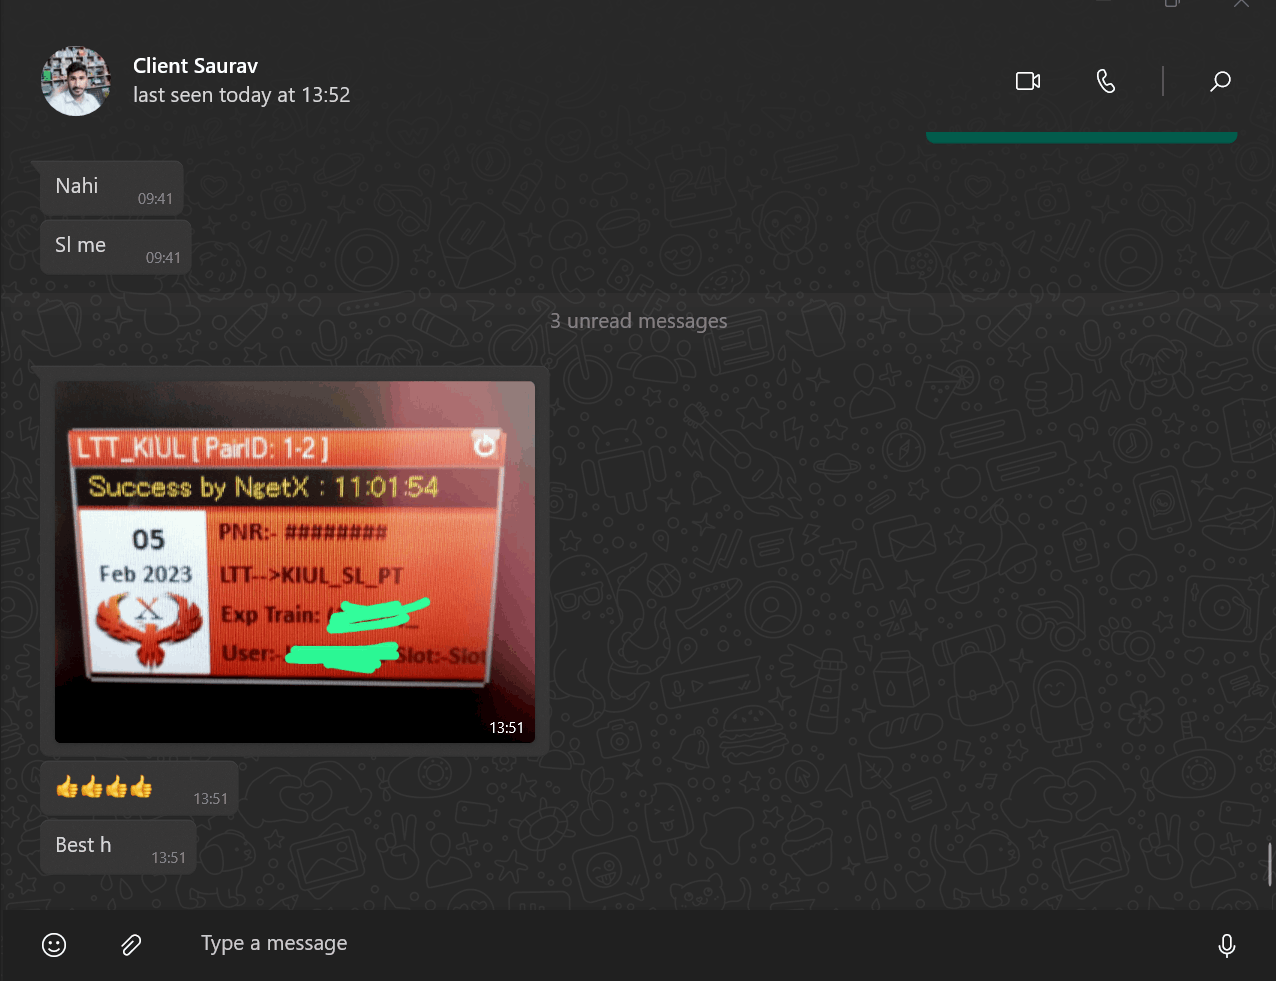 Client Saurav
last seen today at 13:52
Nahi
09:41
Sl me
09:41
3 unread messages
LTT_KIUL [ PairID: 1-2 ]
Success by NgetX : 11:01:54
05
Feb 2023
X
PNR:- ########
LTT-->KIUL_SL_PT
Exp Train:
User:- Slot:-Slot
13:51
👍👍👍👍
13:51
Best h
13:51
Type a message